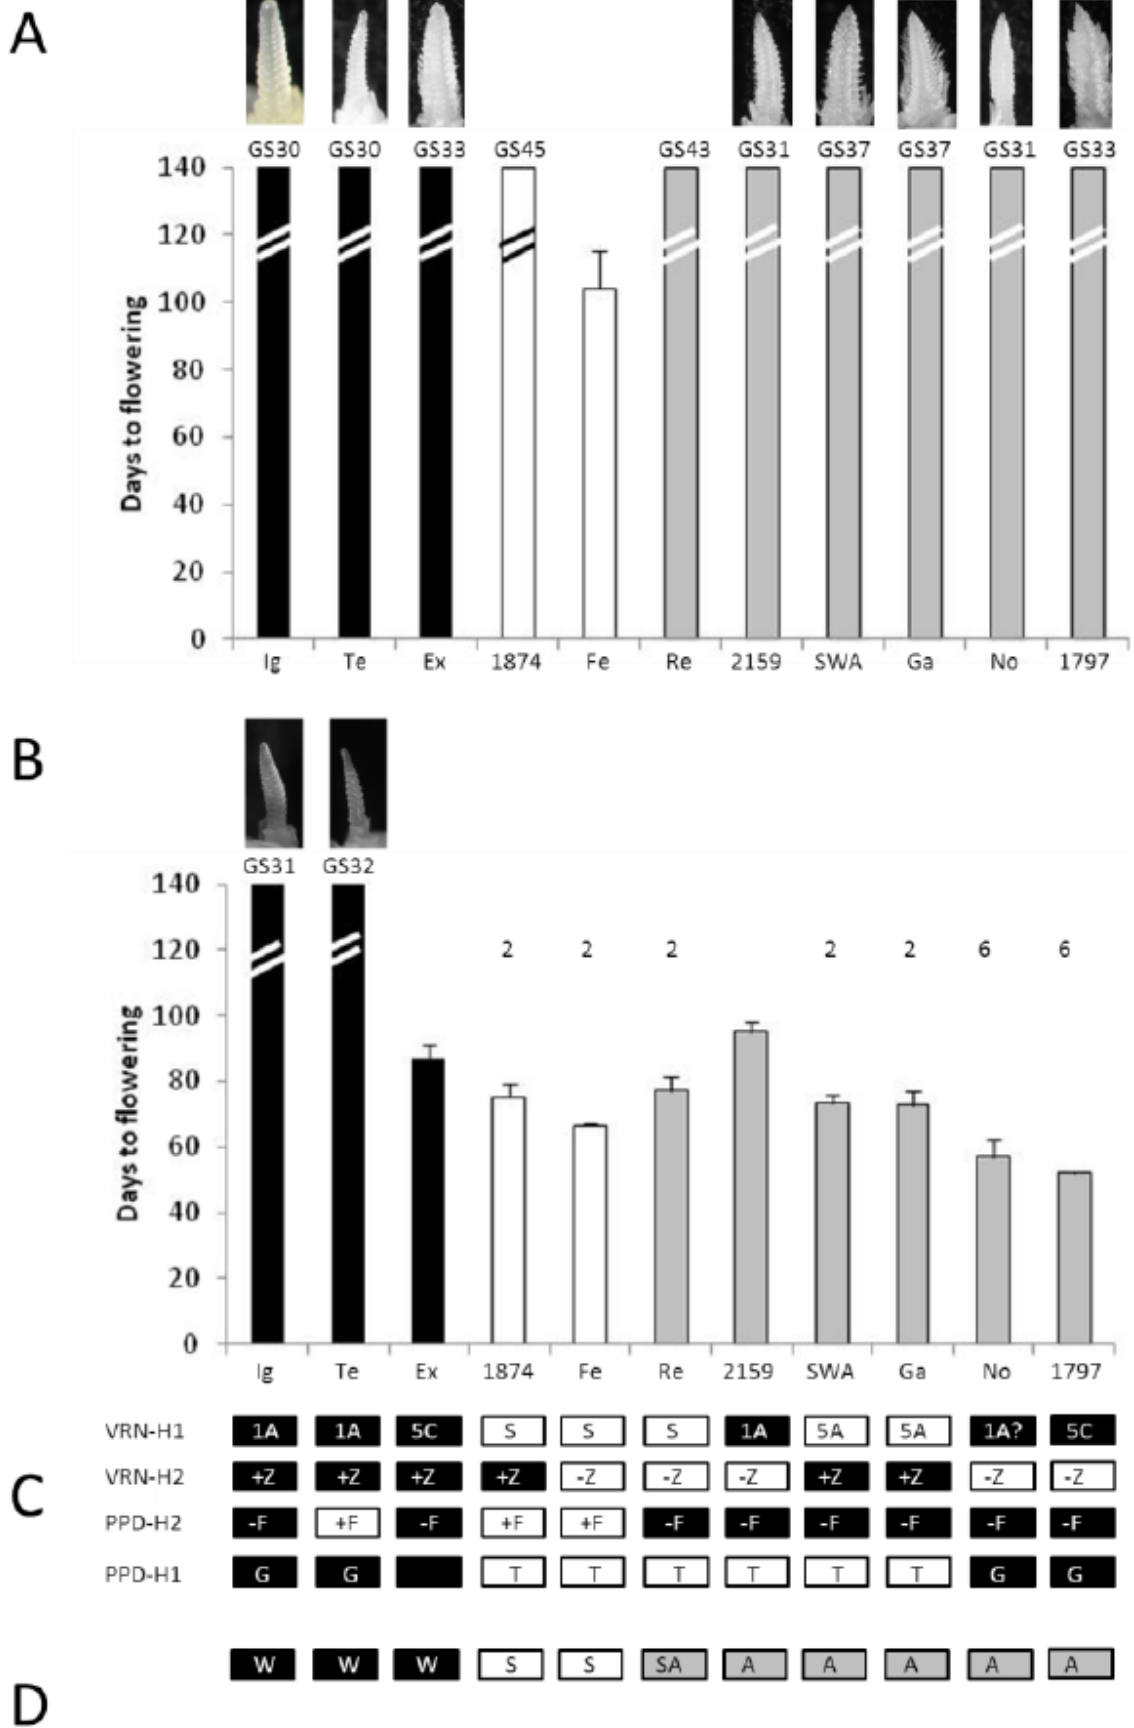 A
GS30 GS30 GS33 GS45 GS43 GS31 GS37 GS37 GS31 GS33
140
120
100
80
60
40
20
0
Days to flowering
Ig Te Ex 1874 Fe Re 2159 SWA Ga No 1797
B
GS31 GS32
140
120 2 2 2 2 2 6 6
100
80
60
40
20
0
Days to flowering
Ig Te Ex 1874 Fe Re 2159 SWA Ga No 1797
VRN-H1 1A 1A 5C S S S 1A 5A 5A 1A? 5C
C
VRN-H2 +Z +Z +Z +Z -Z -Z -Z +Z +Z -Z -Z
PPD-H2 -F +F -F +F +F -F -F -F -F -F -F
PPD-H1 G G T T T T T T G G
D
W W W S S SA A A A A A